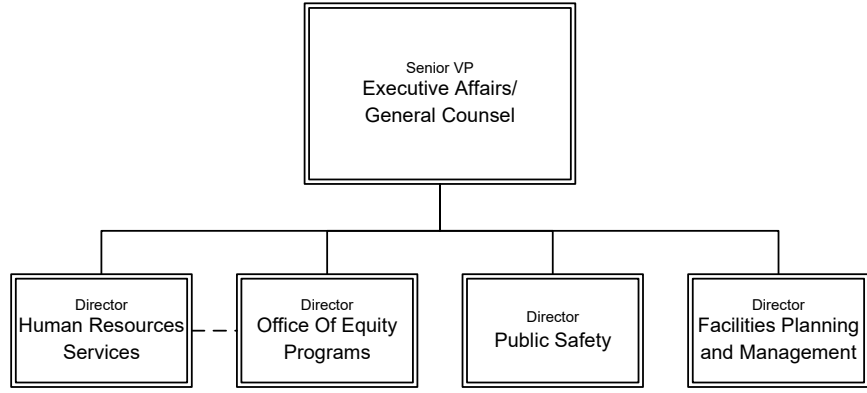 Senior VP
Executive Affairs/
General Counsel
Director
Human Resources
Services
Director
Office Of Equity
Programs
Director
Public Safety
Director
Facilities Planning
and Management